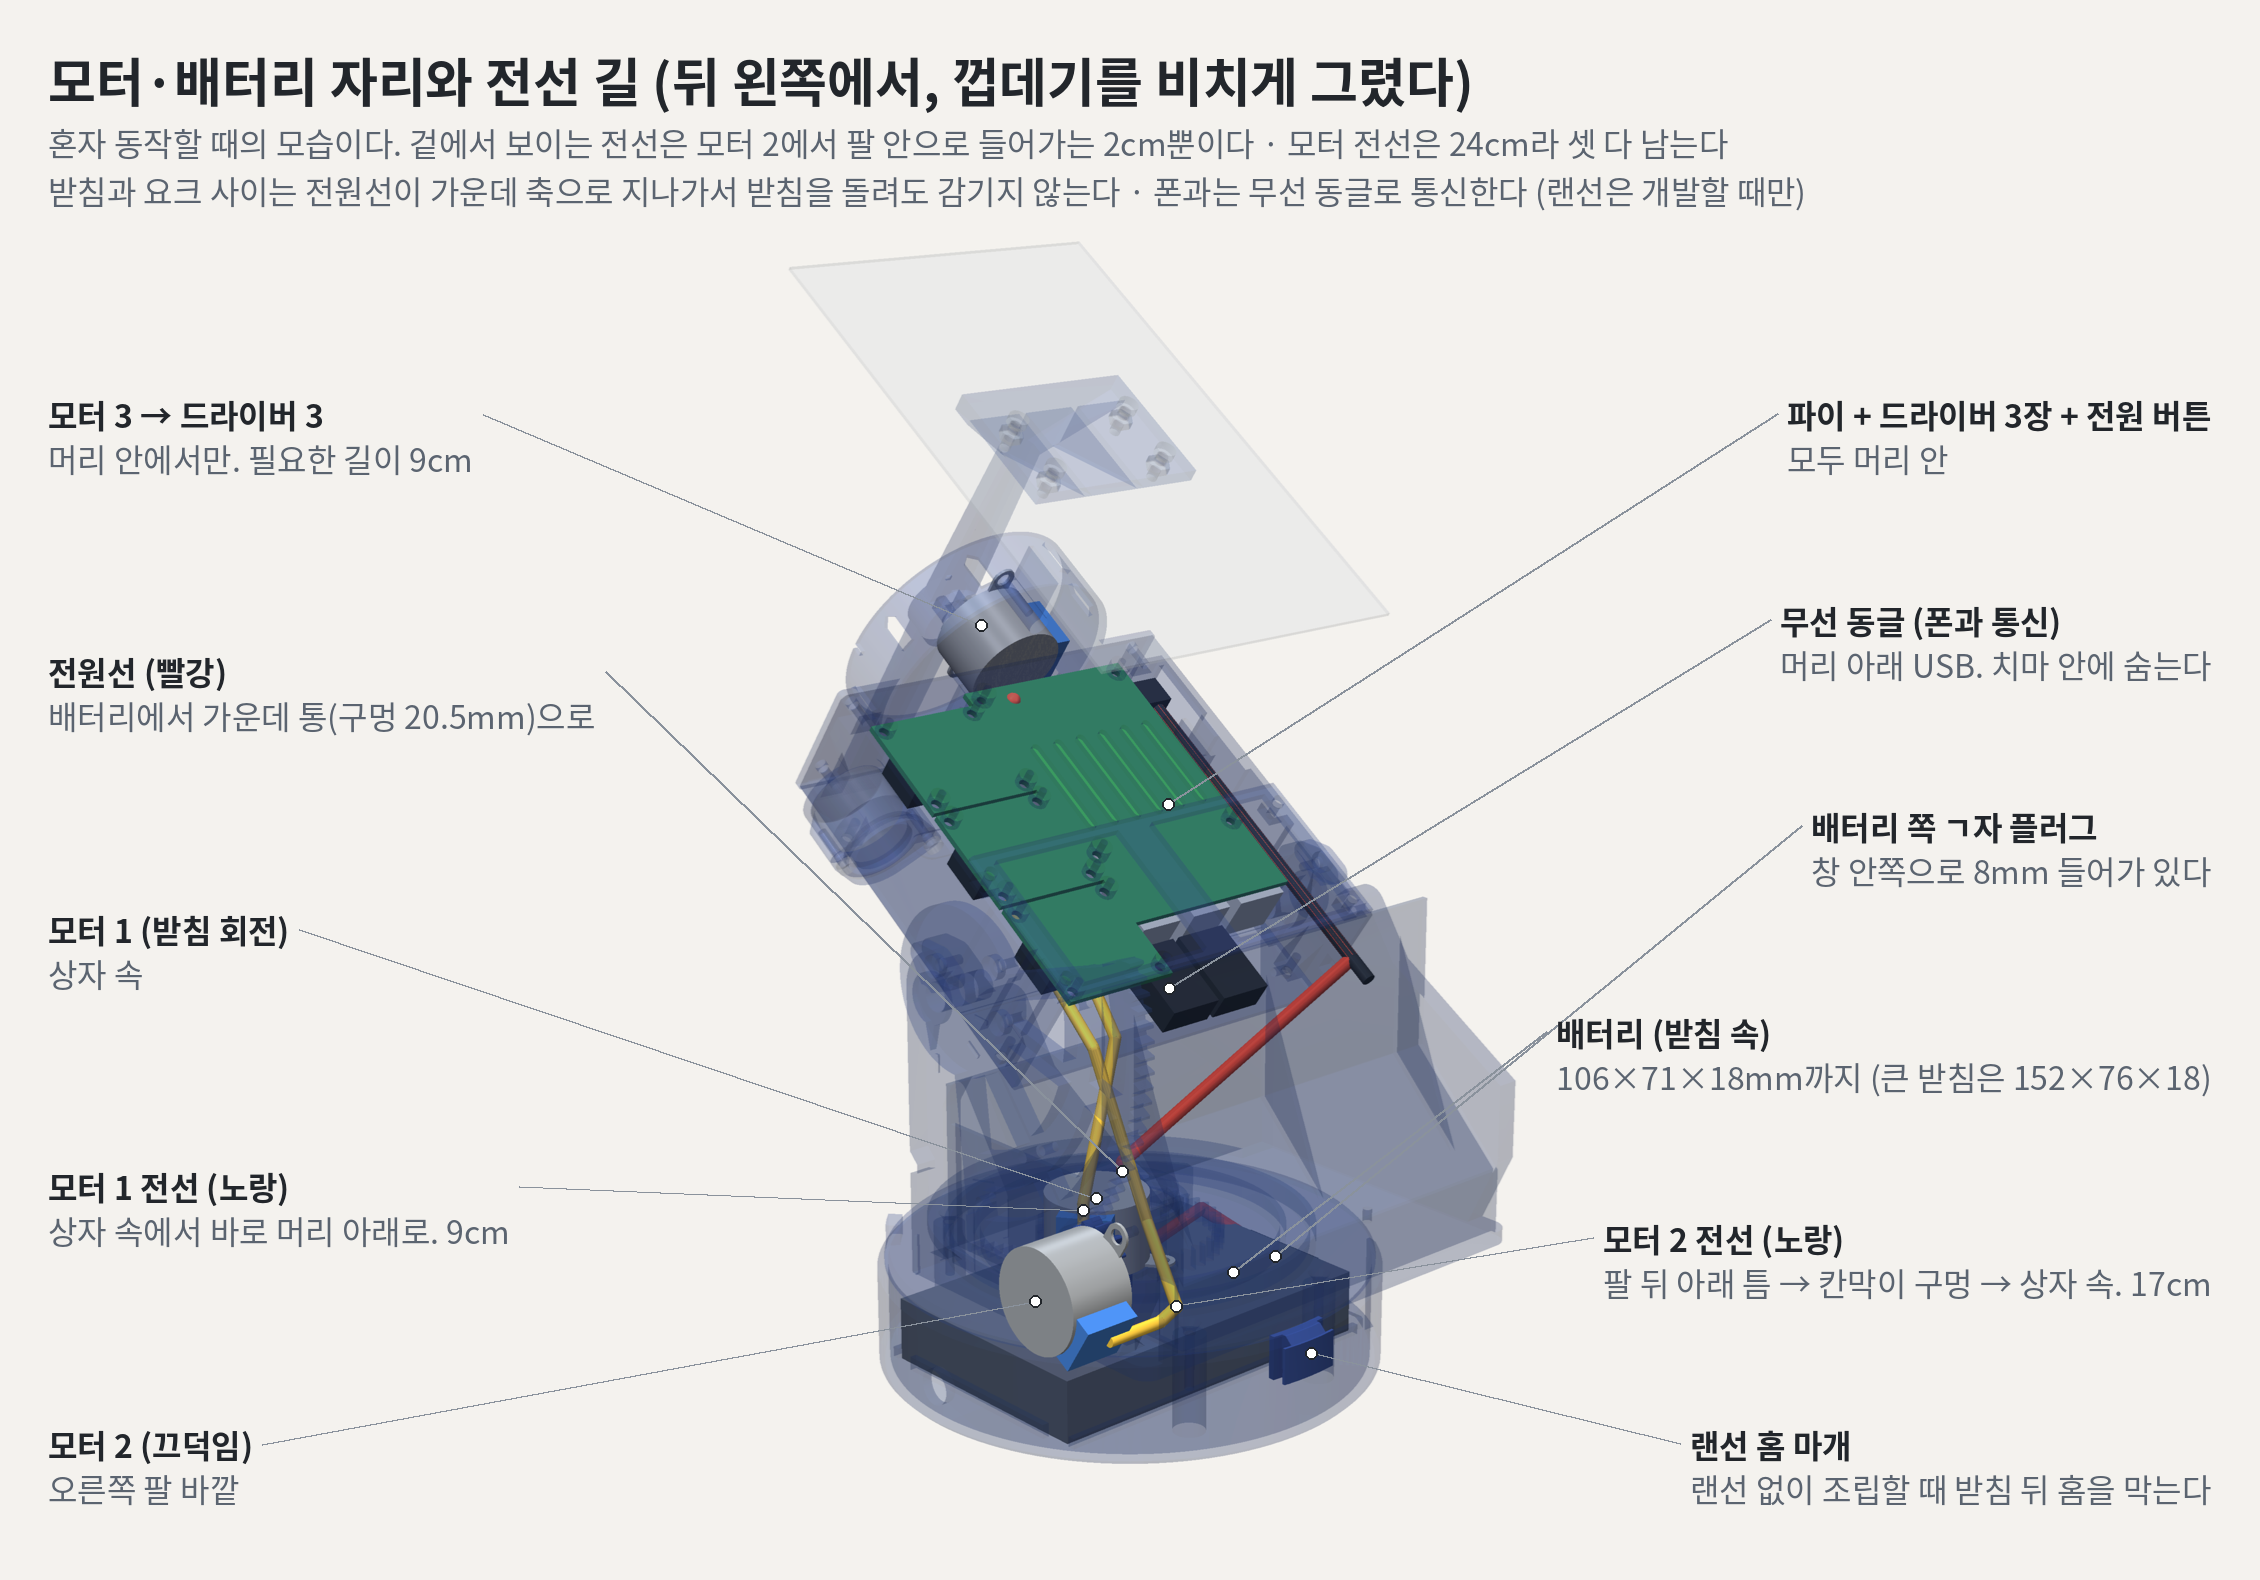 모터·배터리 자리와 전선 길 (뒤 왼쪽에서, 껍데기를 비치게 그렸다)
혼자 동작할 때의 모습이다. 겉에서 보이는 전선은 모터 2에서 팔 안으로 들어가는 2cm뿐이다 · 모터 전선은 24cm라 셋 다 남는다
받침과 요크 사이는 전원선이 가운데 축으로 지나가서 받침을 돌려도 감기지 않는다 · 폰과는 무선 동글로 통신한다 (랜선은 개발할 때만)
모터 3 → 드라이버 3
머리 안에서만. 필요한 길이 9cm
전원선 (빨강)
배터리에서 가운데 통(구멍 20.5mm)으로
모터 1 (받침 회전)
상자 속
모터 1 전선 (노랑)
상자 속에서 바로 머리 아래로. 9cm
모터 2 (끄덕임)
오른쪽 팔 바깥
파이 + 드라이버 3장 + 전원 버튼
모두 머리 안
무선 동글 (폰과 통신)
머리 아래 USB. 치마 안에 숨는다
배터리 쪽 ㄱ자 플러그
창 안쪽으로 8mm 들어가 있다
배터리 (받침 속)
106×71×18mm까지 (큰 받침은 152×76×18)
모터 2 전선 (노랑)
팔 뒤 아래 틈 → 칸막이 구멍 → 상자 속. 17cm
랜선 홈 마개
랜선 없이 조립할 때 받침 뒤 홈을 막는다